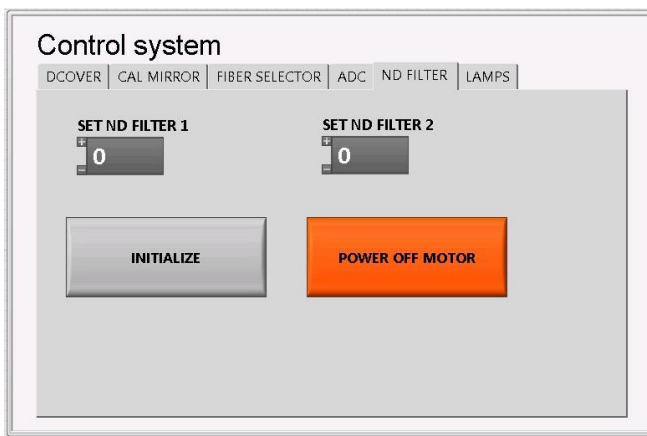 Control system
DCOVER CAL MIRROR FIBER SELECTOR ADC ND FILTER LAMPS
SET ND FILTER 1 SET ND FILTER 2
0 0
INITIALIZE POWER OFF MOTOR